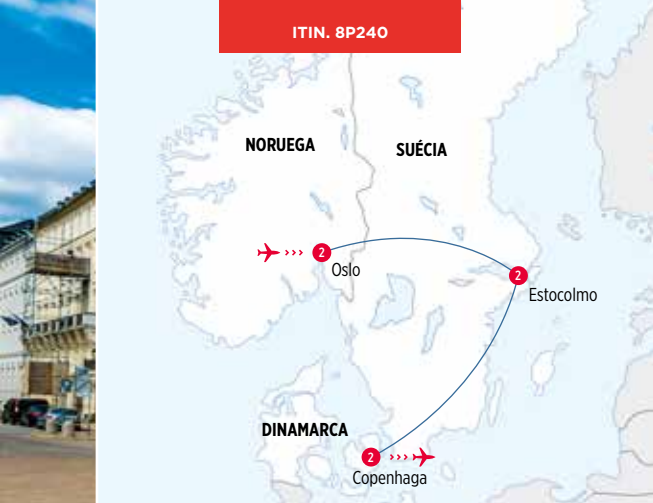 ITIN. 8P240
NORUEGA
SUÉCIA
2
Oslo
2
Estocolmo
DINAMARCA
2
Copenhaga